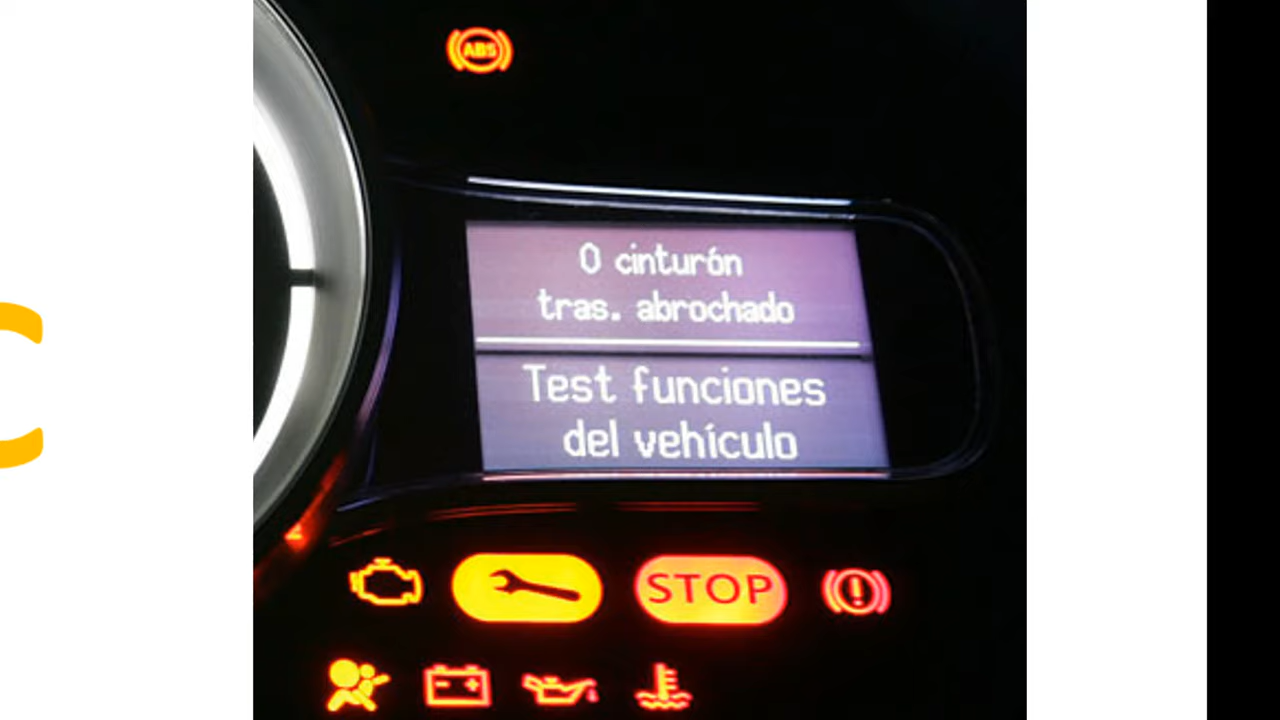 ABS
0 cinturón
tras. abrochado
Test funciones
del vehículo
STOP